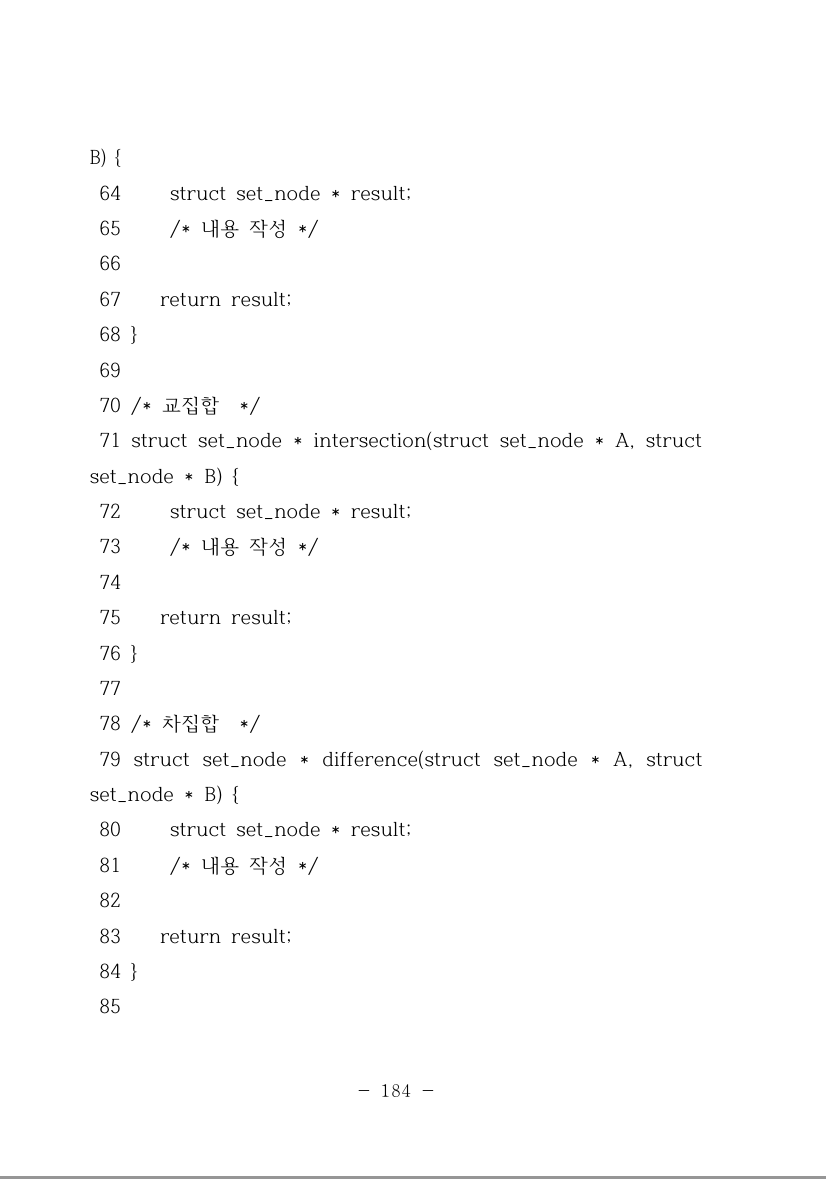 B) {
64 struct set_node * result;
65 /* 내용 작성 */
66
67 return result;
68 }
69
70 /* 교집합 */
71 struct set_node * intersection(struct set_node * A, struct
set_node * B) {
72 struct set_node * result;
73 /* 내용 작성 */
74
75 return result;
76 }
77
78 /* 차집합 */
79 struct set_node * difference(struct set_node * A, struct
set_node * B) {
80 struct set_node * result;
81 /* 내용 작성 */
82
83 return result;
84 }
85
- 184 -